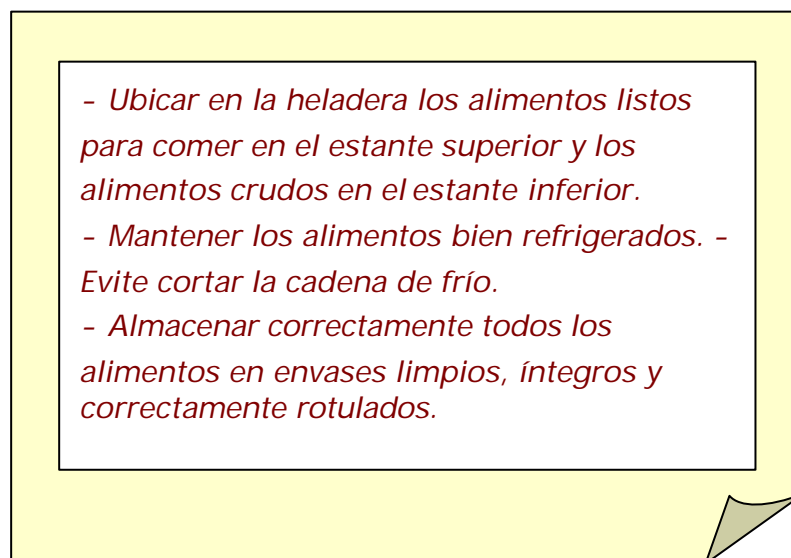 - Ubicar en la heladera los alimentos listos
para comer en el estante superior y los
alimentos crudos en el estante inferior.
- Mantener los alimentos bien refrigerados. -
Evite cortar la cadena de frío.
- Almacenar correctamente todos los
alimentos en envases limpios, íntegros y
correctamente rotulados.